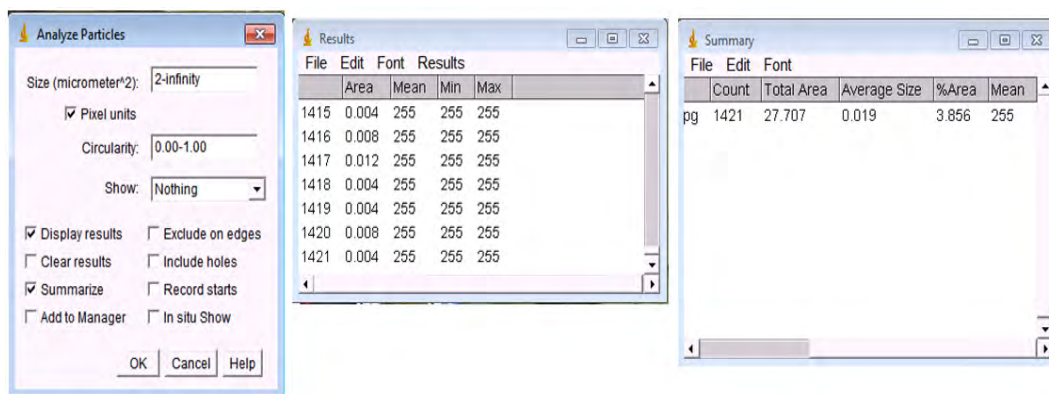 Analyze Particles
Size (micrometer^2): 2-infinity
Pixel units
Circularity: 0.00-1.00
Show: Nothing
Display results Exclude on edges
Clear results Include holes
Summarize Record starts
Add to Manager In situ Show
OK Cancel Help
Results
File Edit Font Results
Area Mean Min Max
1415 0.004 255 255 255
1416 0.008 255 255 255
1417 0.012 255 255 255
1418 0.004 255 255 255
1419 0.004 255 255 255
1420 0.008 255 255 255
1421 0.004 255 255 255
Summary
File Edit Font
Count Total Area Average Size %Area Mean
pg 1421 27.707 0.019 3.856 255